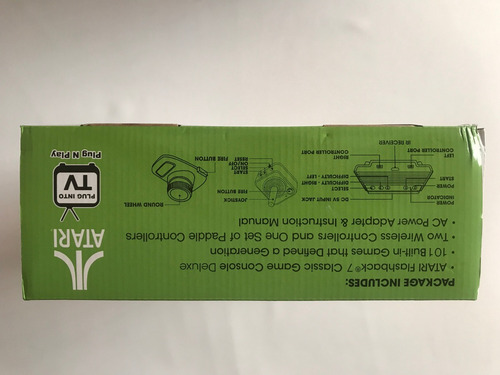 PACKAGE INCLUDES:
• ATARI Flashback® 7 Classic Game Console Deluxe
• 101 Built-in Games that Defined a Generation
• Two Wireless Controllers and One Set of Paddle Controllers
• AC Power Adapter & Instruction Manual
ATARI
PLUG INTO
TV
Plug N Play
POWER
INDICATOR
POWER
START
LEFT
CONTROLLER PORT
IR RECEIVER
DC INPUT JACK
DIFFICULTY - RIGHT
DIFFICULTY - LEFT
SELECT
RIGHT
CONTROLLER PORT
JOYSTICK
FIRE BUTTON
START
SELECT
ON/OFF
RESET
ROUND WHEEL
FIRE BUTTON